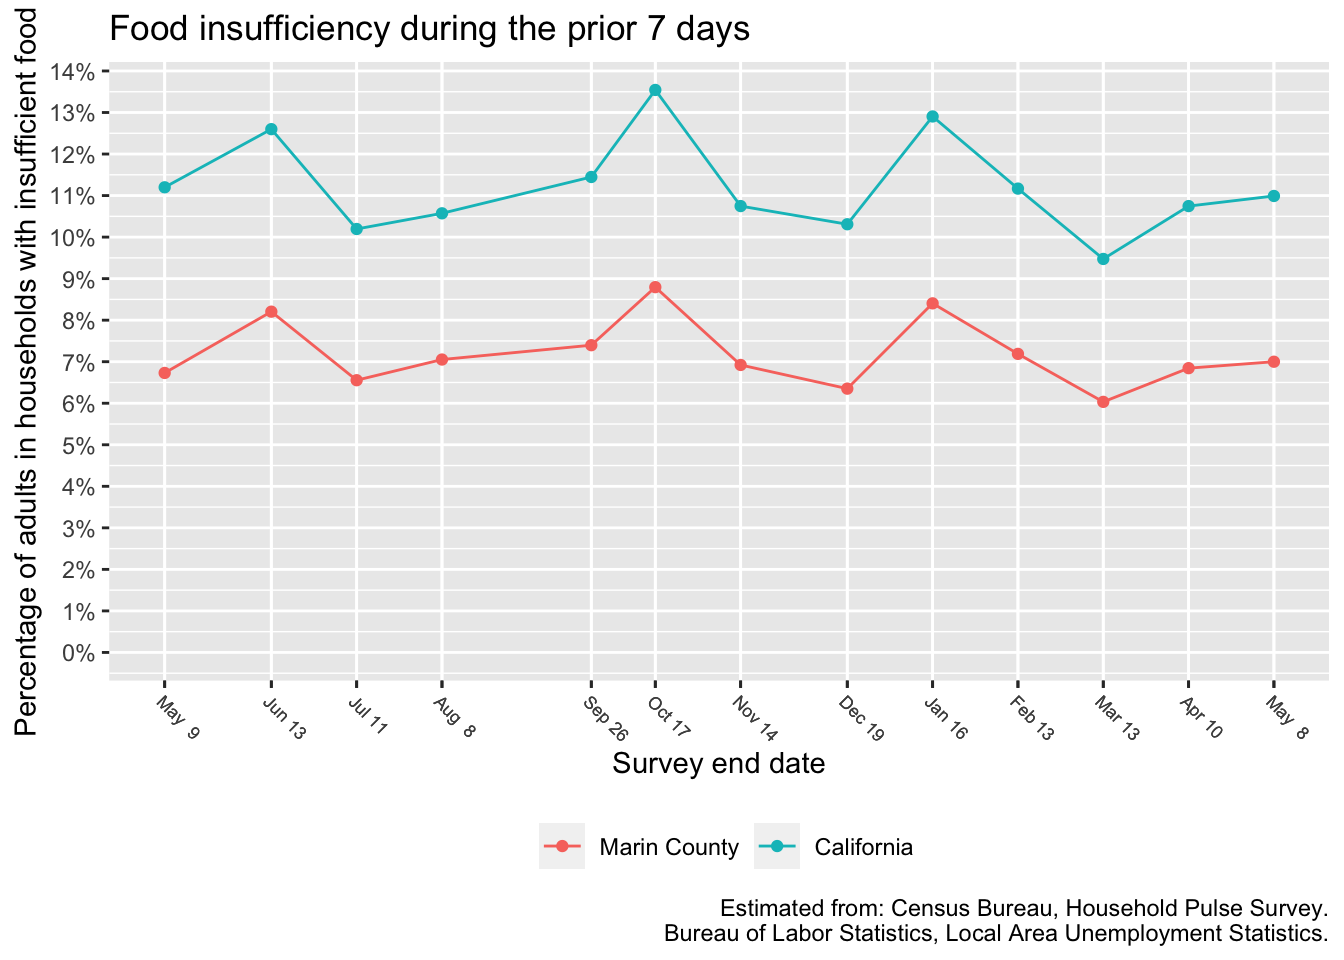 Food insufficiency during the prior 7 days
Percentage of adults in households with insufficient food
14%
13%
12%
11%
10%
9%
8%
7%
6%
5%
4%
3%
2%
1%
0%
May 9
Jun 13
Jul 11
Aug 8
Sep 26
Oct 17
Nov 14
Dec 19
Jan 16
Feb 13
Mar 13
Apr 10
May 8
Survey end date
Marin County
California
Estimated from: Census Bureau, Household Pulse Survey.
Bureau of Labor Statistics, Local Area Unemployment Statistics.